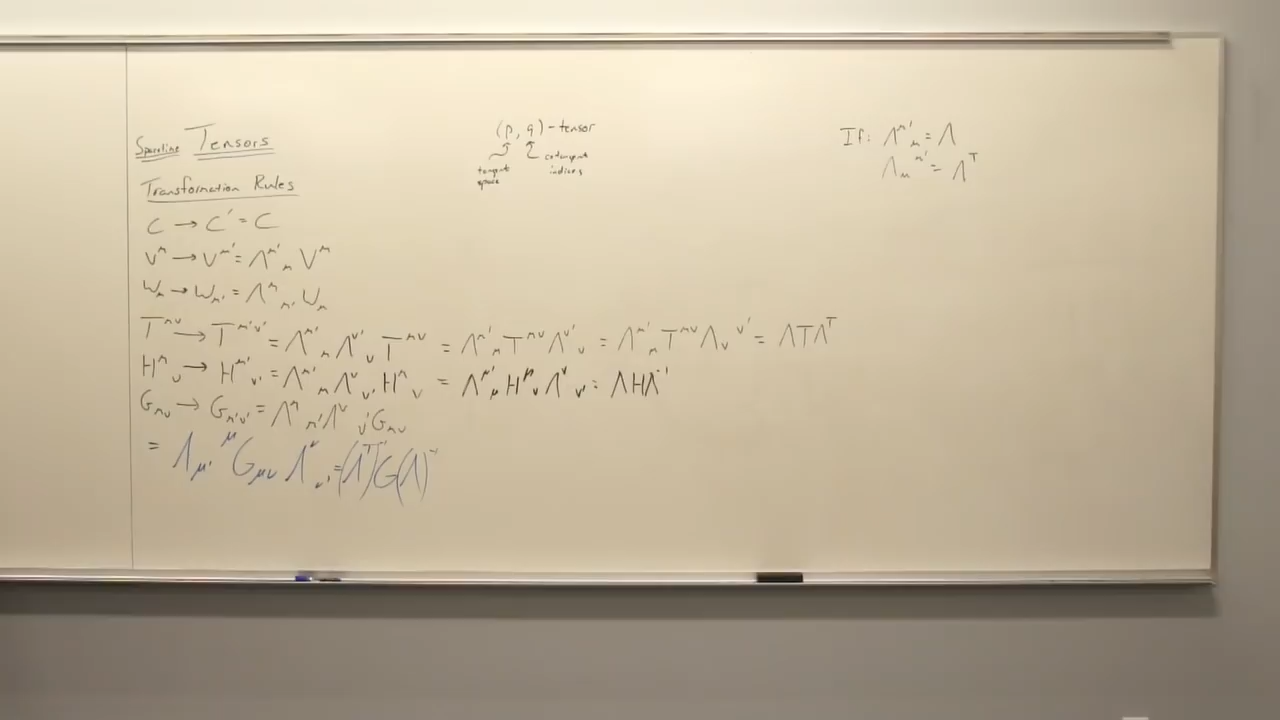 Spacetime Tensors
Transformation Rules
C → C' = C
V^μ → V^μ' = Λ^μ'_μ V^μ
W_μ → W_μ' = Λ^μ_μ' W_μ
T^μν → T^μ'ν' = Λ^μ'_μ Λ^ν'_ν T^μν = Λ^μ'_μ T^μν Λ^ν'_ν = Λ^μ'_μ T^μν Λ_ν^ν' = ΛTΛ^T
H^μ_ν → H^μ'_ν' = Λ^μ'_μ Λ^ν_ν' H^μ_ν = Λ^μ'_μ H^μ_ν Λ^ν_ν' = ΛHΛ^-1
G_μν → G_μ'ν' = Λ^μ_μ' Λ^ν_ν' G_μν
= Λ_μ'^μ G_μν Λ^ν_ν' = (Λ^T)^-1 G(Λ)^-1
(p, q) - tensor
tangent
space
cotangent
indices
If: Λ^μ'_μ = Λ
Λ_μ^μ' = Λ^T